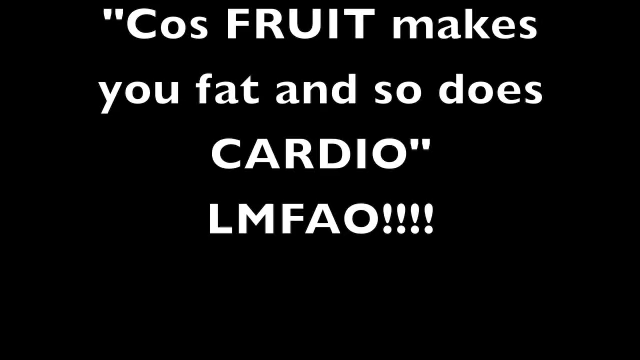 "Cos FRUIT makes
you fat and so does
CARDIO"
LMFAO!!!!